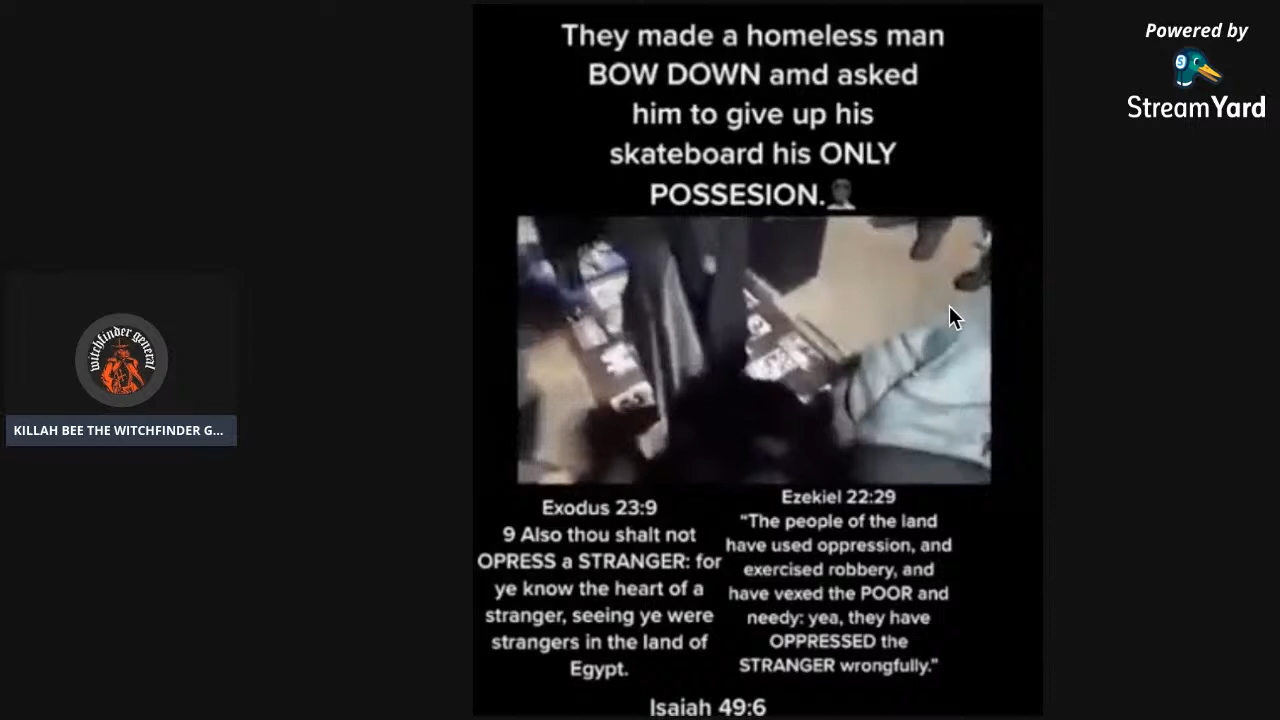 They made a homeless man
BOW DOWN amd asked
him to give up his
skateboard his ONLY
POSSESION.
Powered by
S
StreamYard
witchfinder general
KILLAH BEE THE WITCHFINDER G...
Exodus 23:9
9 Also thou shalt not
OPRESS a STRANGER: for
ye know the heart of a
stranger, seeing ye were
strangers in the land of
Egypt.
Ezekiel 22:29
“The people of the land
have used oppression, and
exercised robbery, and
have vexed the POOR and
needy: yea, they have
OPPRESSED the
STRANGER wrongfully.”
Isaiah 49:6